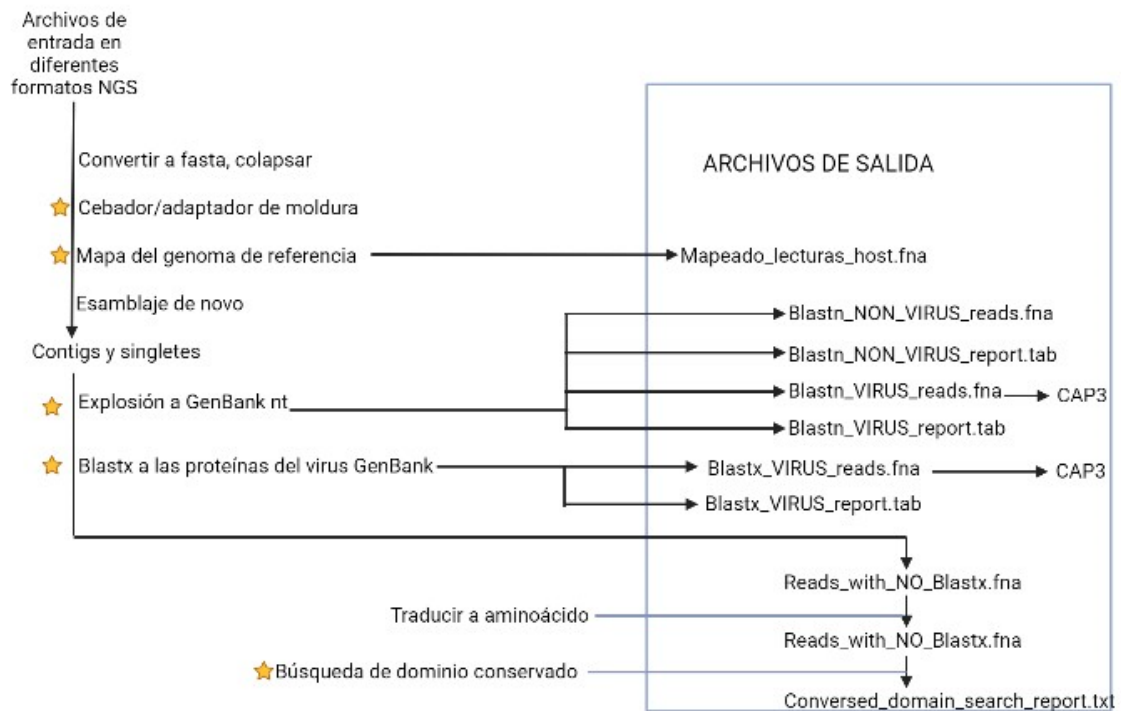 Archivos de
entrada en
diferentes
formatos NGS
Convertir a fasta, colapsar
ARCHIVOS DE SALIDA
Cebador/adaptador de moldura
Mapa del genoma de referencia
Mapeado_lecturas_host.fna
Esamblaje de novo
Blastn_NON_VIRUS_reads.fna
Contigs y singletes
Blastn_NON_VIRUS_report.tab
Explosión a GenBank nt
Blastn_VIRUS_reads.fna
CAP3
Blastn_VIRUS_report.tab
Blastx a las proteínas del virus GenBank
Blastx_VIRUS_reads.fna
CAP3
Blastx_VIRUS_report.tab
Reads_with_NO_Blastx.fna
Traducir a aminoácido
Reads_with_NO_Blastx.fna
Búsqueda de dominio conservado
Conversed_domain_search_report.txt